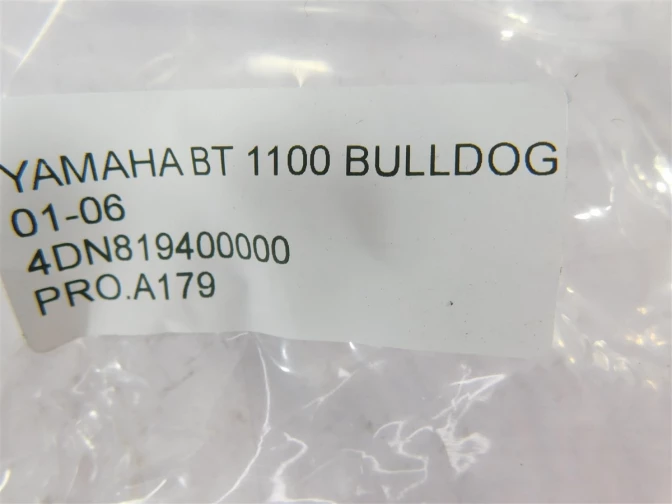 YAMAHA BT 1100 BULLDOG
01-06
4DN819400000
PRO.A179